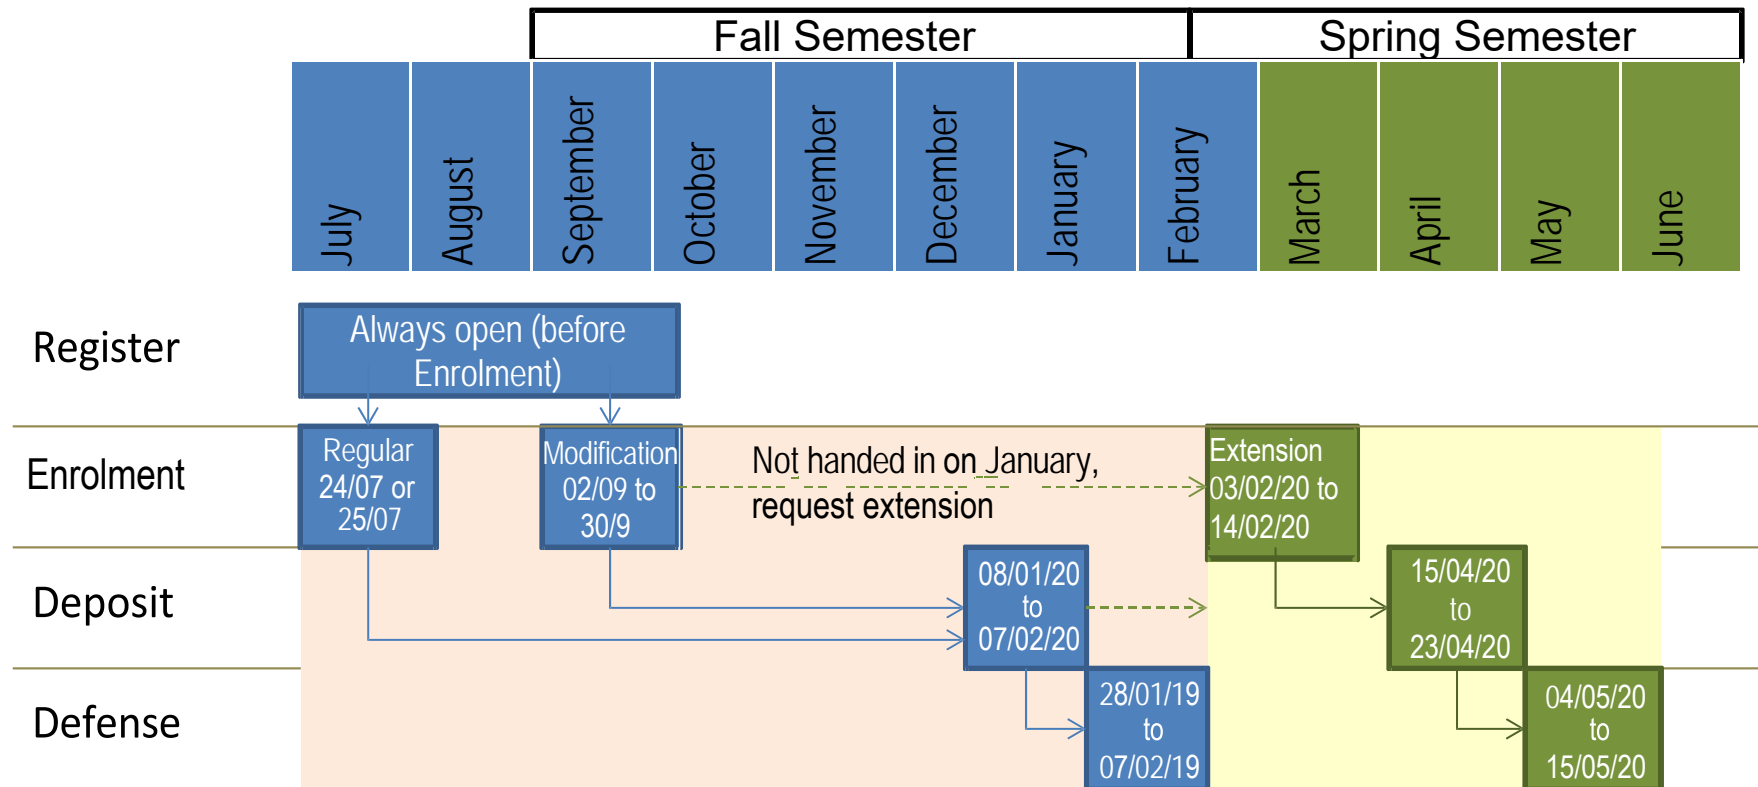 Fall Semester
Spring Semester
July
August
September
October
November
December
January
February
March
April
May
June
Register
Always open (before
Enrolment)
Enrolment
Regular
24/07 or
25/07
Modification
02/09 to
30/9
Not handed in on January,
request extension
Extension
03/02/20 to
14/02/20
Deposit
08/01/20
to
07/02/20
15/04/20
to
23/04/20
Defense
28/01/19
to
07/02/19
04/05/20
to
15/05/20